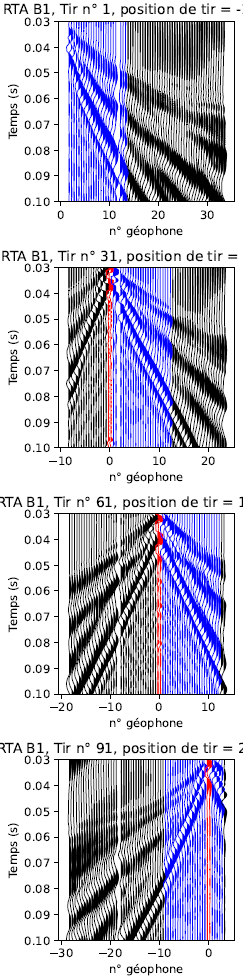 RTA B1, Tir n° 1, position de tir = -
0.03
0.04
0.05
0.06
0.07
0.08
0.09
0.10
Temps (s)
0 10 20 30
n° géophone
RTA B1, Tir n° 31, position de tir =
0.03
0.04
0.05
0.06
0.07
0.08
0.09
0.10
Temps (s)
−10 0 10 20
n° géophone
RTA B1, Tir n° 61, position de tir = 1
0.03
0.04
0.05
0.06
0.07
0.08
0.09
0.10
Temps (s)
−20 −10 0 10
n° géophone
RTA B1, Tir n° 91, position de tir = 2
0.03
0.04
0.05
0.06
0.07
0.08
0.09
0.10
Temps (s)
−30 −20 −10 0
n° géophone